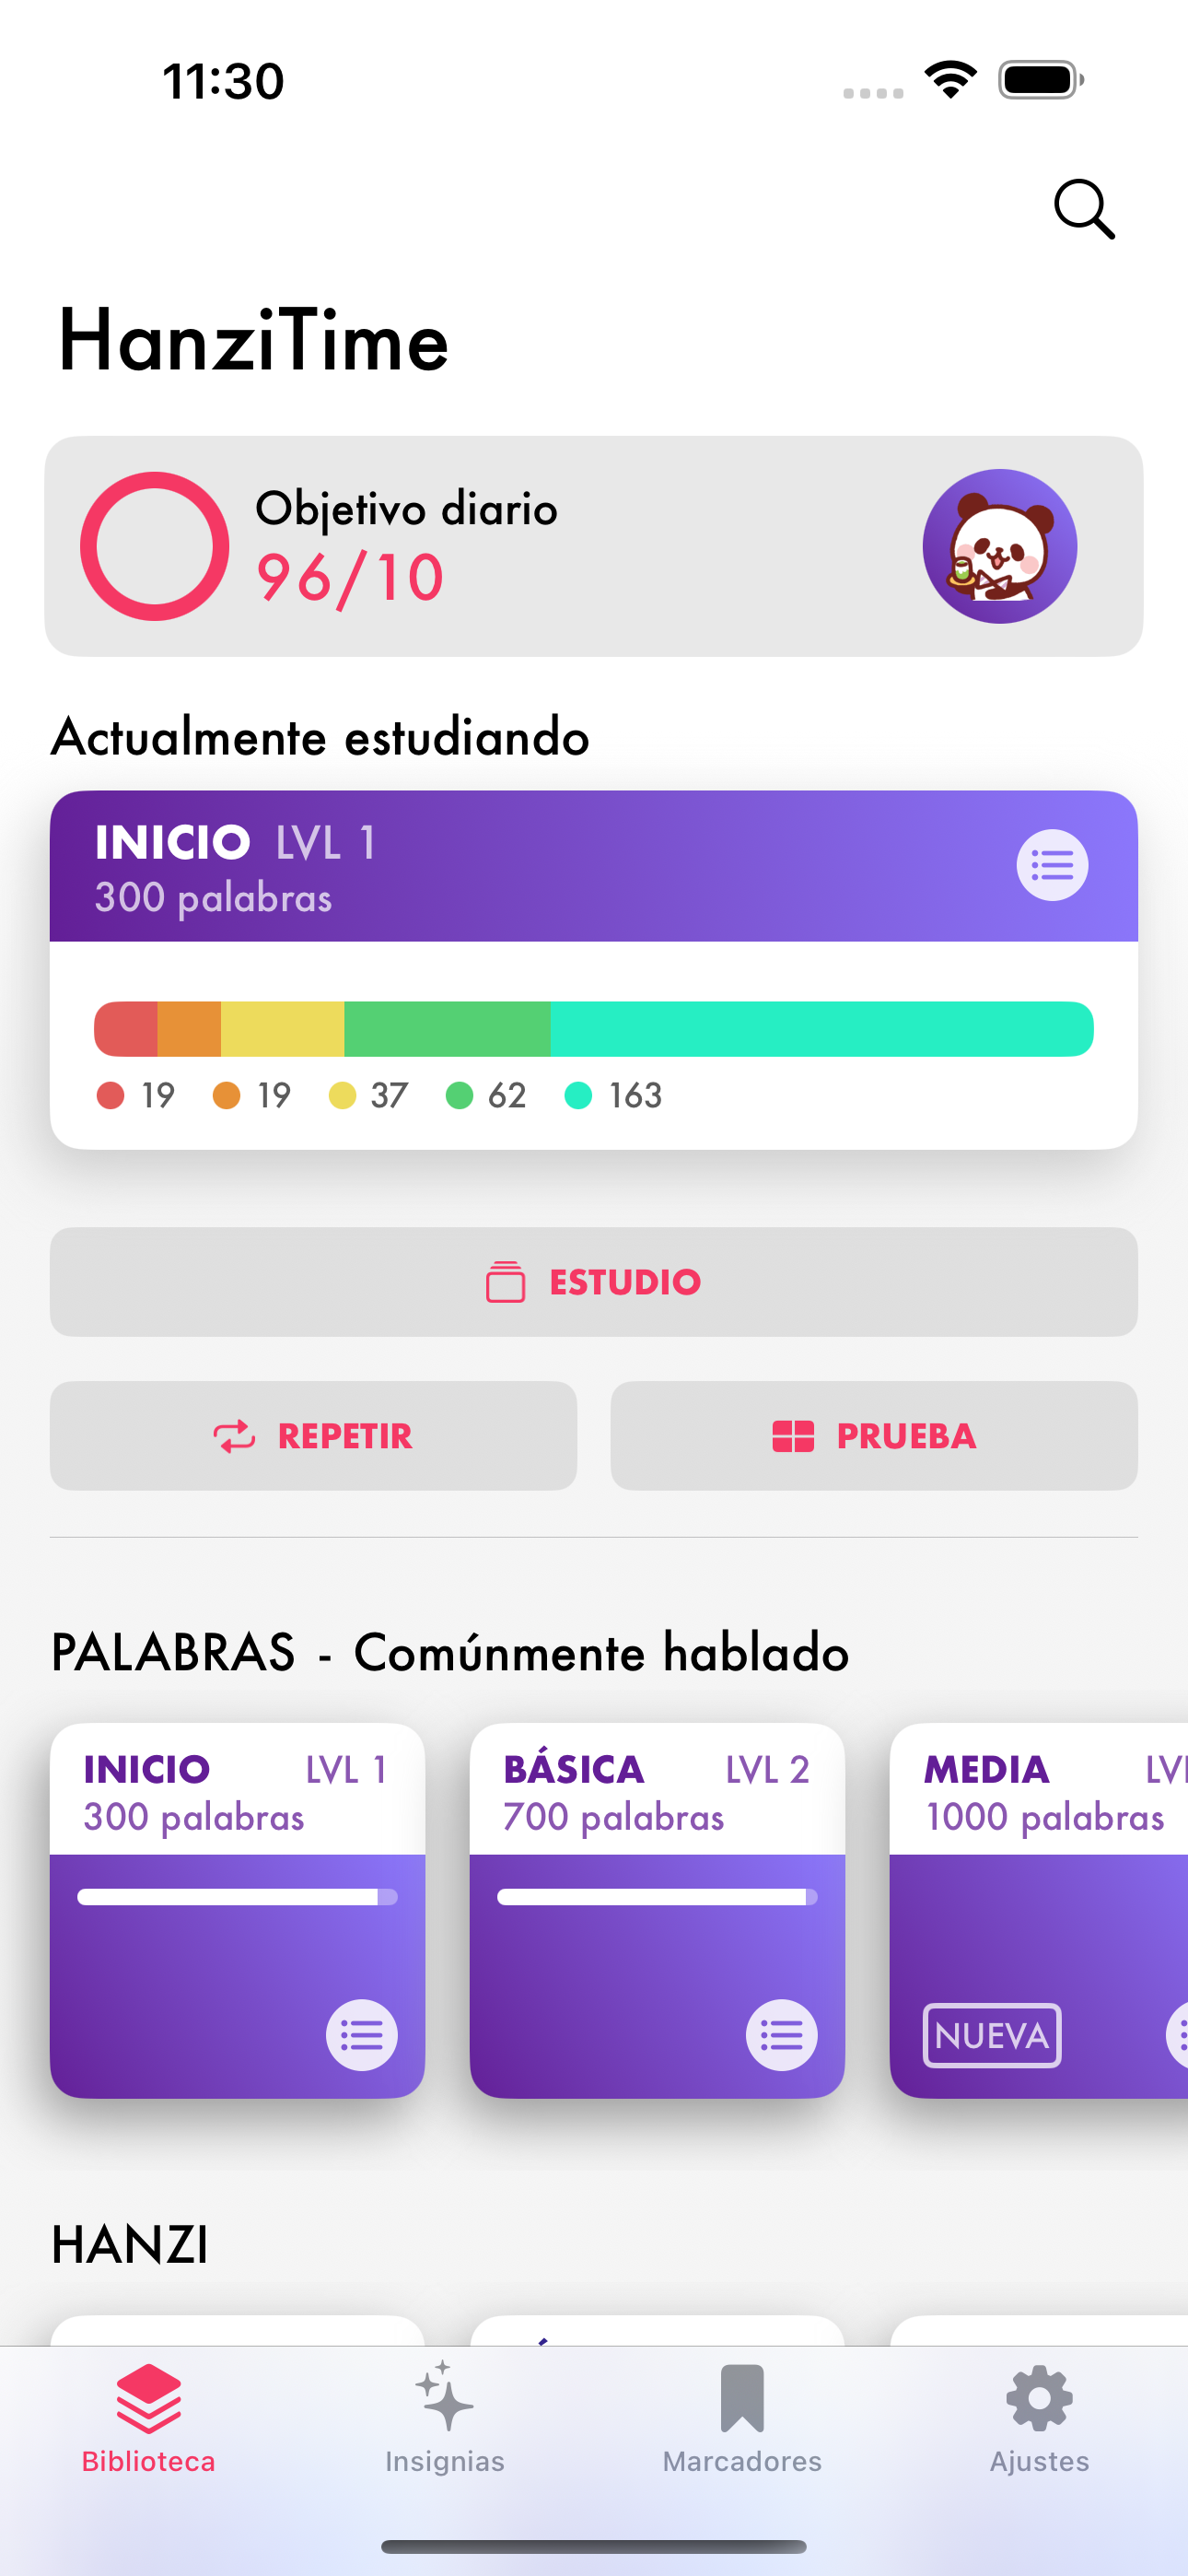 11:30
HanziTime
Objetivo diario
96/10
Actualmente estudiando
INICIO LVL 1
300 palabras
19 19 37 62 163
ESTUDIO
REPETIR PRUEBA
PALABRAS - Comúnmente hablado
INICIO LVL 1
300 palabras
BÁSICA LVL 2
700 palabras
MEDIA
1000 palabras
NUEVA
HANZI
Biblioteca Insignias Marcadores Ajustes